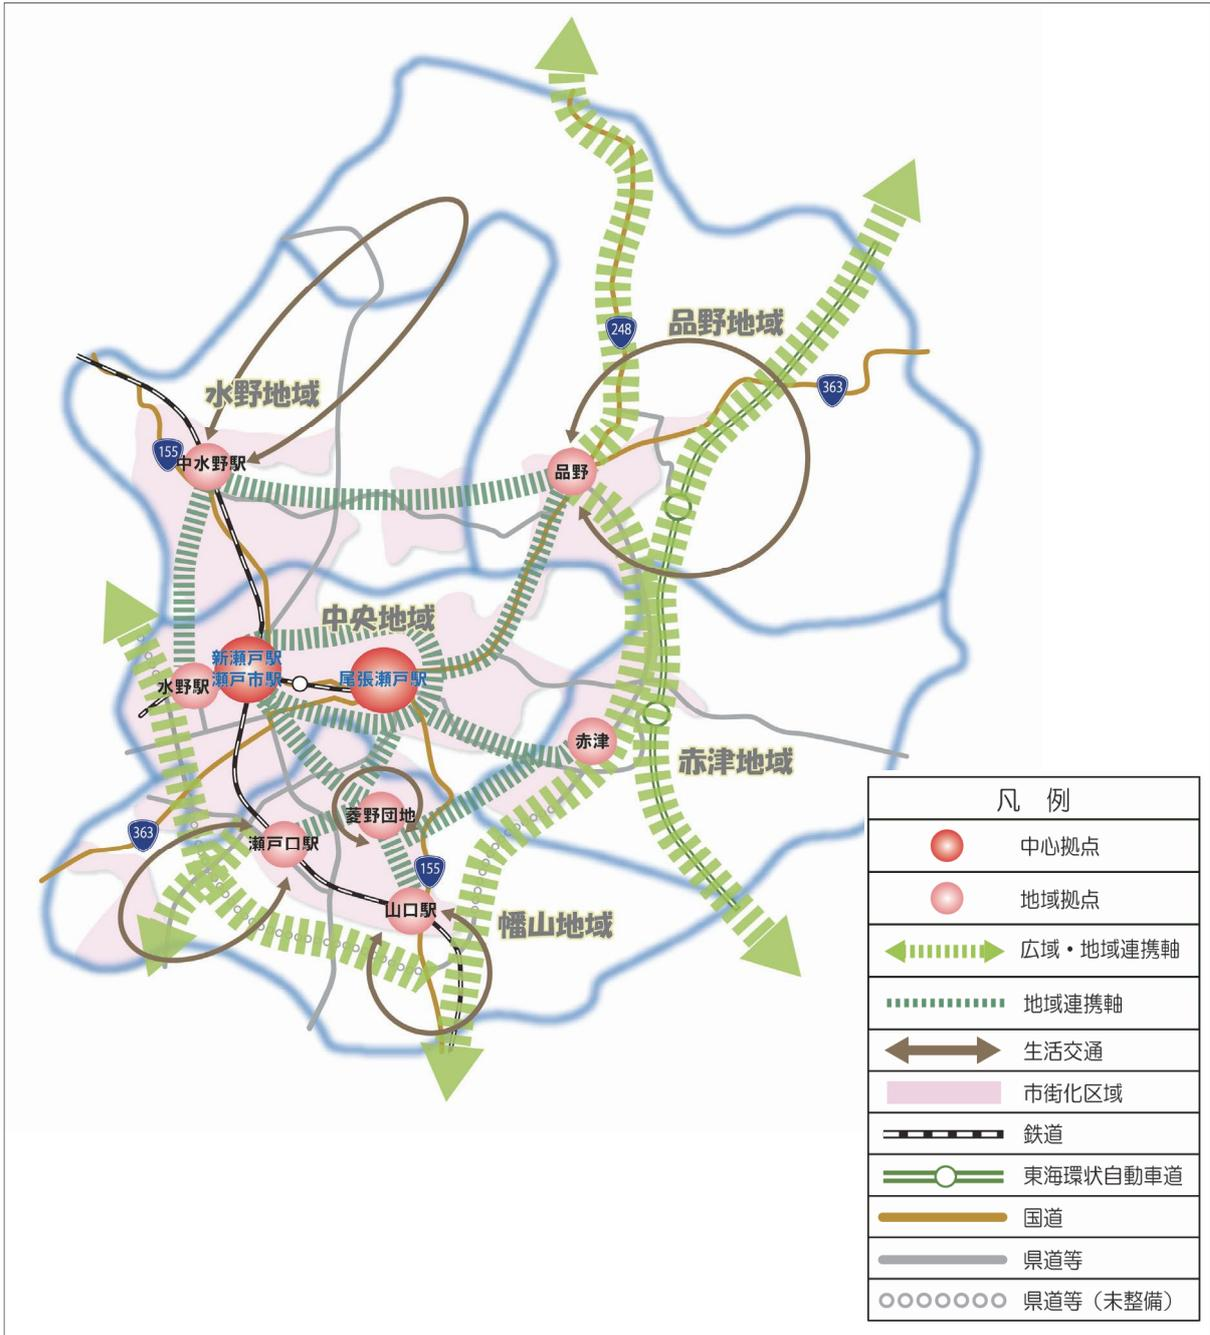 248
品野地域
363
水野地域
155
中水野駅
品野
中央地域
新瀬戸駅
瀬戸市駅
尾張瀬戸駅
水野駅
赤津
赤津地域
菱野団地
363
瀬戸口駅
155
山口駅
幡山地域
凡 例
中心拠点
地域拠点
広域・地域連携軸
地域連携軸
生活交通
市街化区域
鉄道
東海環状自動車道
国道
県道等
県道等（未整備）